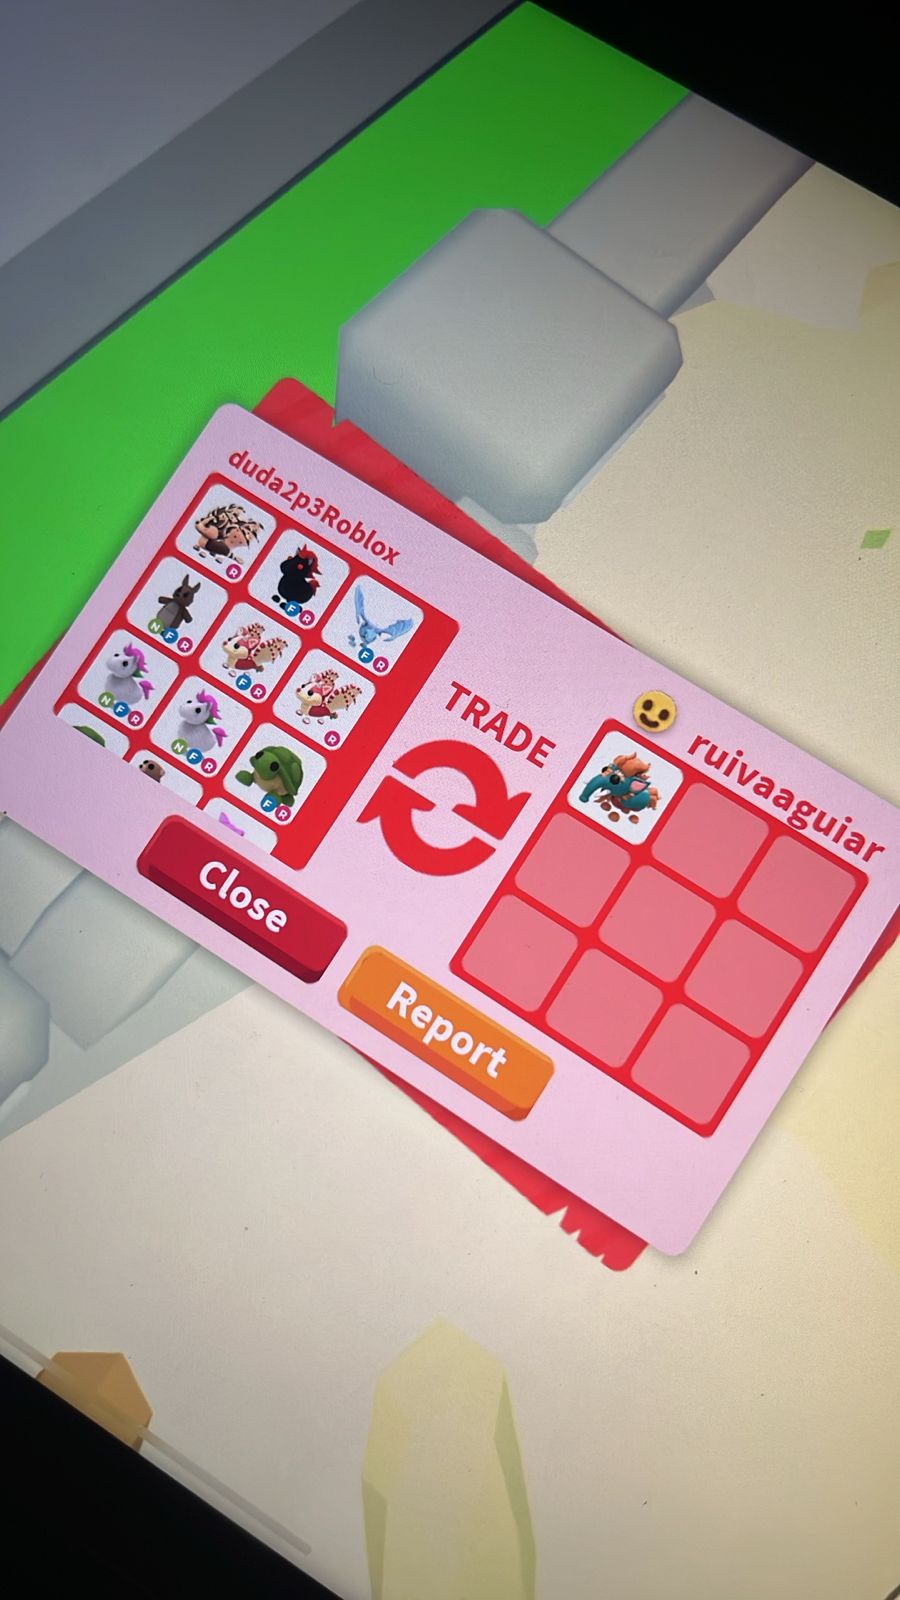 duda2p3Roblox
R
F R
F R
N F R
F R
R
N F R
N F R
F R
TRADE
ruivaaguiar
Close
Report